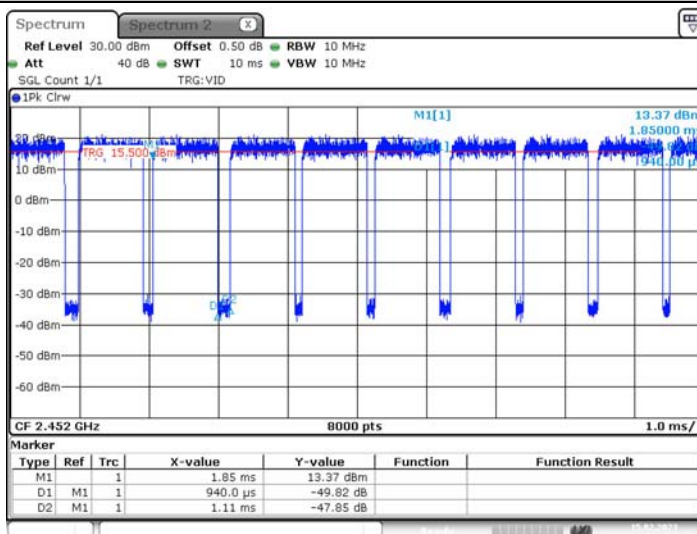 Spectrum Spectrum 2 X
Ref Level 30.00 dBm Offset 0.50 dB RBW 10 MHz
Att 40 dB SWT 10 ms VBW 10 MHz
SGL Count 1/1 TRG:VID
1Pk Clrw
M1[1] 13.37 dBm
1.85000 ms
20 dBm
TRG 15.500 dBm
940.00 µs
10 dBm
0 dBm
-10 dBm
-20 dBm
-30 dBm
-40 dBm
-50 dBm
-60 dBm
CF 2.452 GHz 8000 pts 1.0 ms/
Marker
Type Ref Trc X-value Y-value Function Function Result
M1 1 1.85 ms 13.37 dBm
D1 M1 1 940.0 µs -49.82 dB
D2 M1 1 1.11 ms -47.85 dB